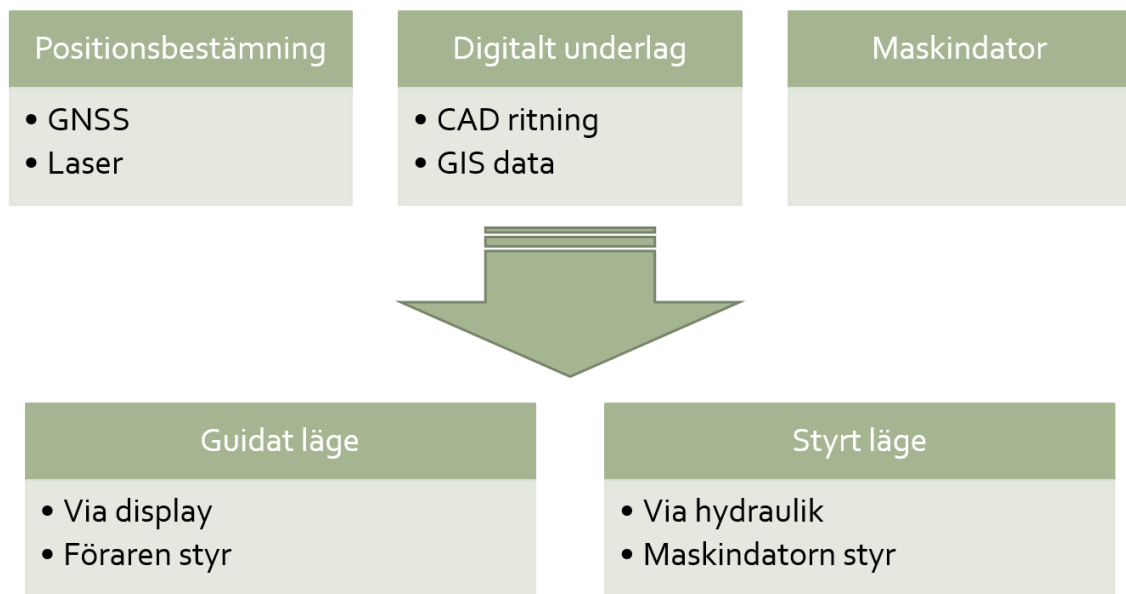 Positionsbestämning
• GNSS
• Laser
Digitalt underlag
• CAD ritning
• GIS data
Maskindator
Guidat läge
• Via display
• Föraren styr
Styrt läge
• Via hydraulik
• Maskindatorn styr